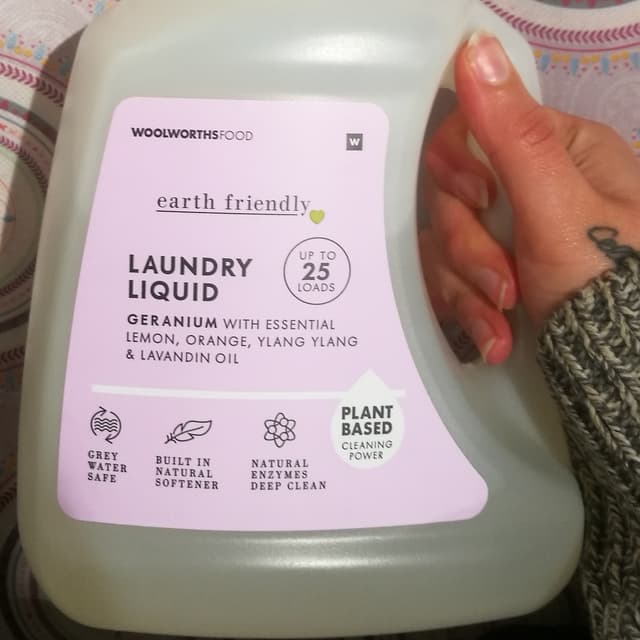 WOOLWORTHSFOOD
W
earth friendly
LAUNDRY
LIQUID
UP TO
25
LOADS
GERANIUM WITH ESSENTIAL
LEMON, ORANGE, YLANG YLANG
& LAVANDIN OIL
PLANT
BASED
CLEANING
POWER
GREY
WATER
SAFE
BUILT IN
NATURAL
SOFTENER
NATURAL
ENZYMES
DEEP CLEAN